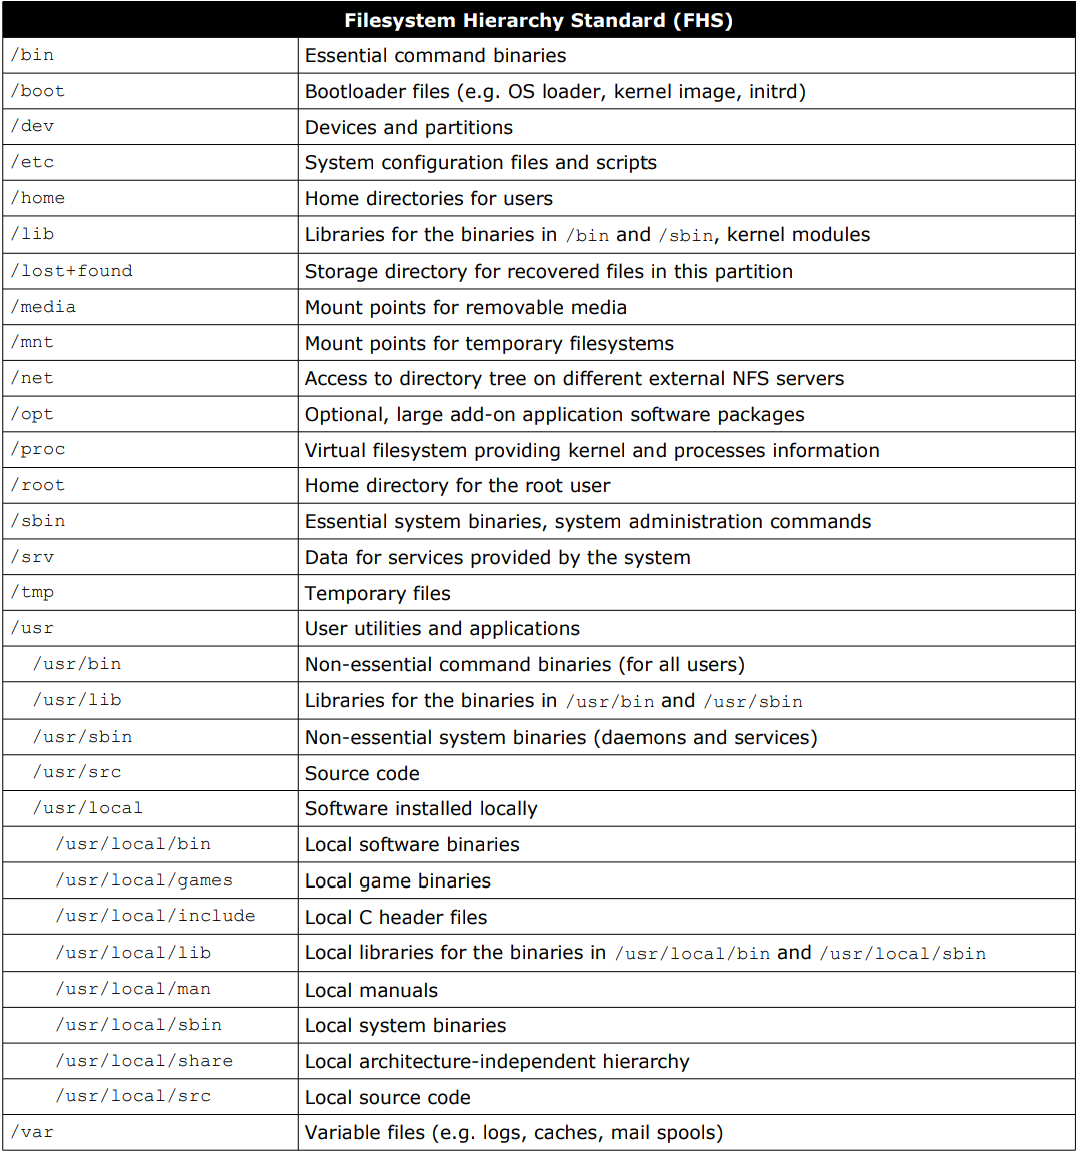 Filesystem Hierarchy Standard (FHS)
/bin Essential command binaries
/boot Bootloader files (e.g. OS loader, kernel image, initrd)
/dev Devices and partitions
/etc System configuration files and scripts
/home Home directories for users
/lib Libraries for the binaries in /bin and /sbin, kernel modules
/lost+found Storage directory for recovered files in this partition
/media Mount points for removable media
/mnt Mount points for temporary filesystems
/net Access to directory tree on different external NFS servers
/opt Optional, large add-on application software packages
/proc Virtual filesystem providing kernel and processes information
/root Home directory for the root user
/sbin Essential system binaries, system administration commands
/srv Data for services provided by the system
/tmp Temporary files
/usr User utilities and applications
/usr/bin Non-essential command binaries (for all users)
/usr/lib Libraries for the binaries in /usr/bin and /usr/sbin
/usr/sbin Non-essential system binaries (daemons and services)
/usr/src Source code
/usr/local Software installed locally
/usr/local/bin Local software binaries
/usr/local/games Local game binaries
/usr/local/include Local C header files
/usr/local/lib Local libraries for the binaries in /usr/local/bin and /usr/local/sbin
/usr/local/man Local manuals
/usr/local/sbin Local system binaries
/usr/local/share Local architecture-independent hierarchy
/usr/local/src Local source code
/var Variable files (e.g. logs, caches, mail spools)